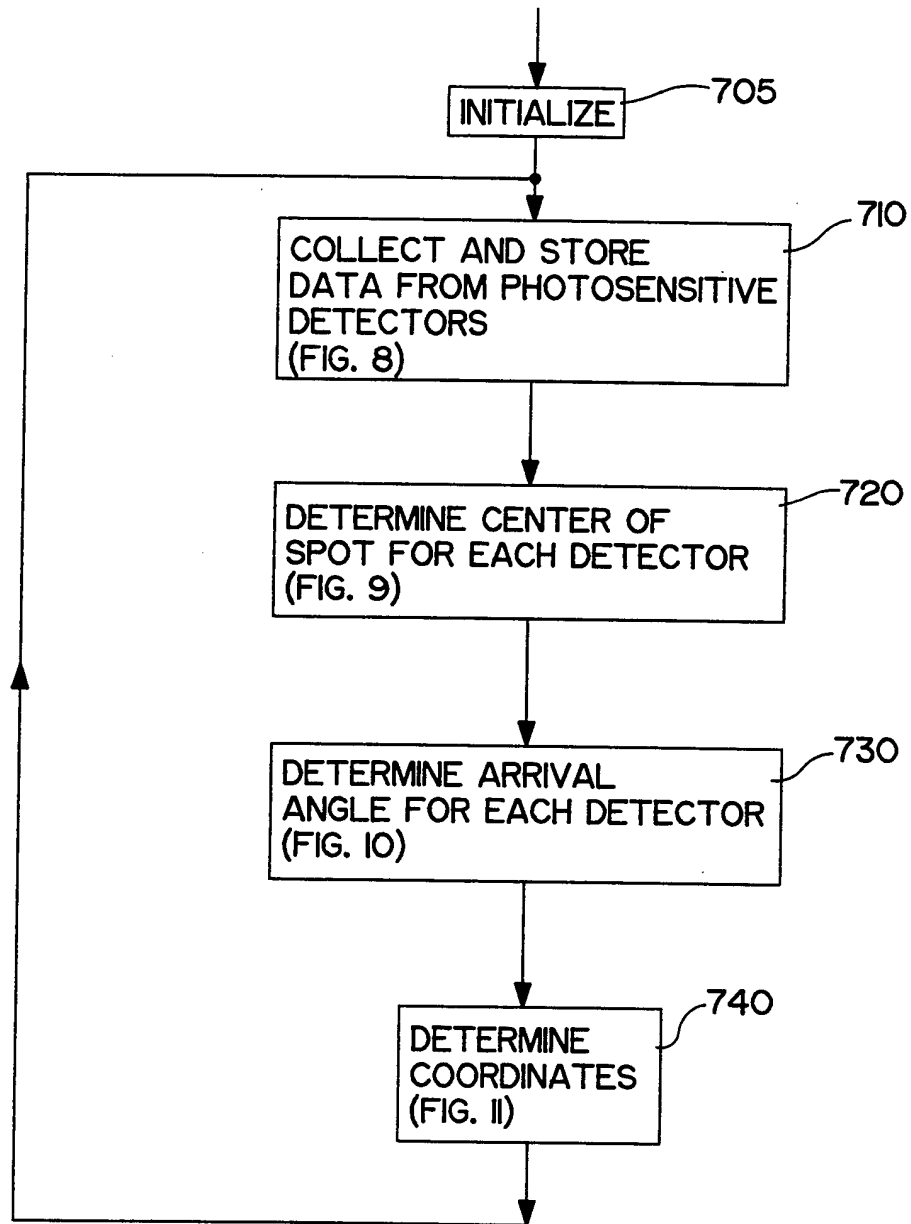 INITIALIZE
705
COLLECT AND STORE
DATA FROM PHOTOSENSITIVE
DETECTORS
(FIG. 8)
710
DETERMINE CENTER OF
SPOT FOR EACH DETECTOR
(FIG. 9)
720
DETERMINE ARRIVAL
ANGLE FOR EACH DETECTOR
(FIG. 10)
730
DETERMINE
COORDINATES
(FIG. 11)
740